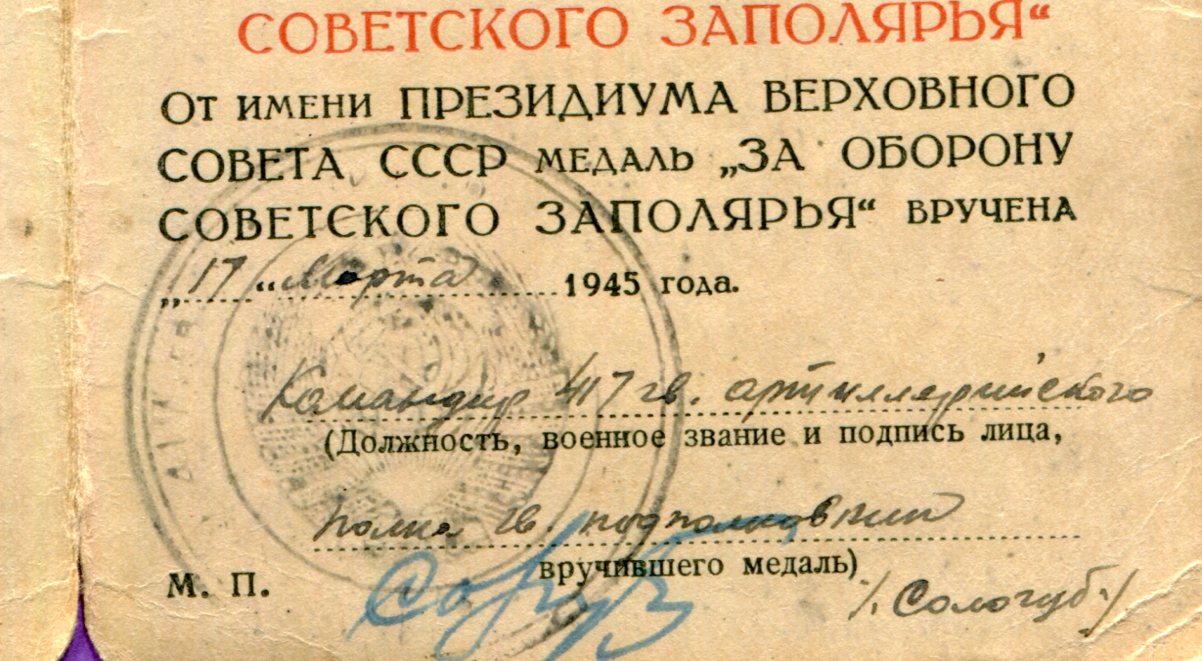 СОВЕТСКОГО ЗАПОЛЯРЬЯ“
От имени ПРЕЗИДИУМА ВЕРХОВНОГО
СОВЕТА СССР медаль „ЗА ОБОРОНУ
СОВЕТСКОГО ЗАПОЛЯРЬЯ“ вручена
„17“ Марта 1945 года.
Командир 417 гв. артиллерийского
(Должность, военное звание и подпись лица,
полка гв. подполковник
вручившего медаль)
М. П.
/.Сологуб./